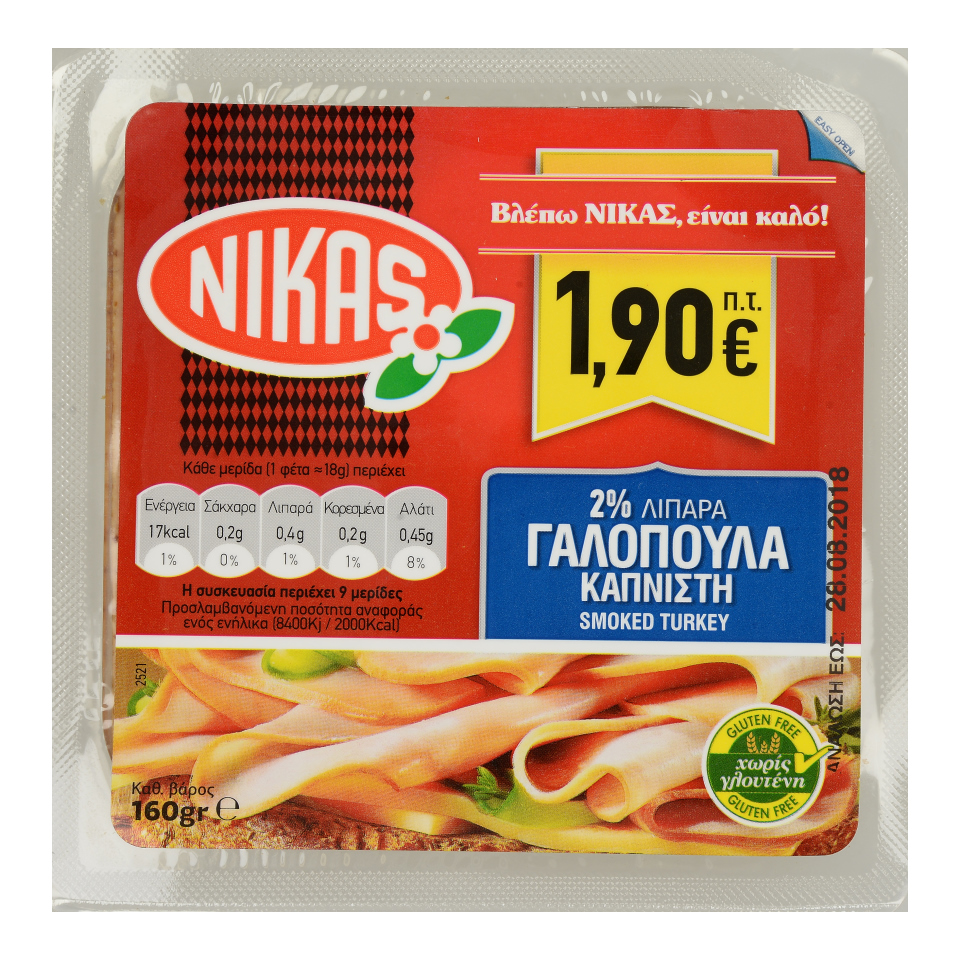 EASY OPEN!
Βλέπω ΝΙΚΑΣ, είναι καλό!
NIKAS
1,90 π.τ. €
Κάθε μερίδα (1 φέτα ≈18g) περιέχει
Ενέργεια Σάκχαρα Λιπαρά Κορεσμένα Αλάτι
17kcal 0,2g 0,4g 0,2g 0,45g
1% 0% 1% 1% 8%
Η συσκευασία περιέχει 9 μερίδες
Προσλαμβανόμενη ποσότητα αναφοράς
ενός ενήλικα (8400Kj / 2000Kcal)
2% ΛΙΠΑΡΑ
ΓΑΛΟΠΟΥΛΑ
ΚΑΠΝΙΣΤΗ
SMOKED TURKEY
ΑΝΑΛΩΣΗ ΕΩΣ: 28.08.2018
2521
GLUTEN FREE
χωρίς
γλουτένη
GLUTEN FREE
Καθ. βάρος
160gr ℮